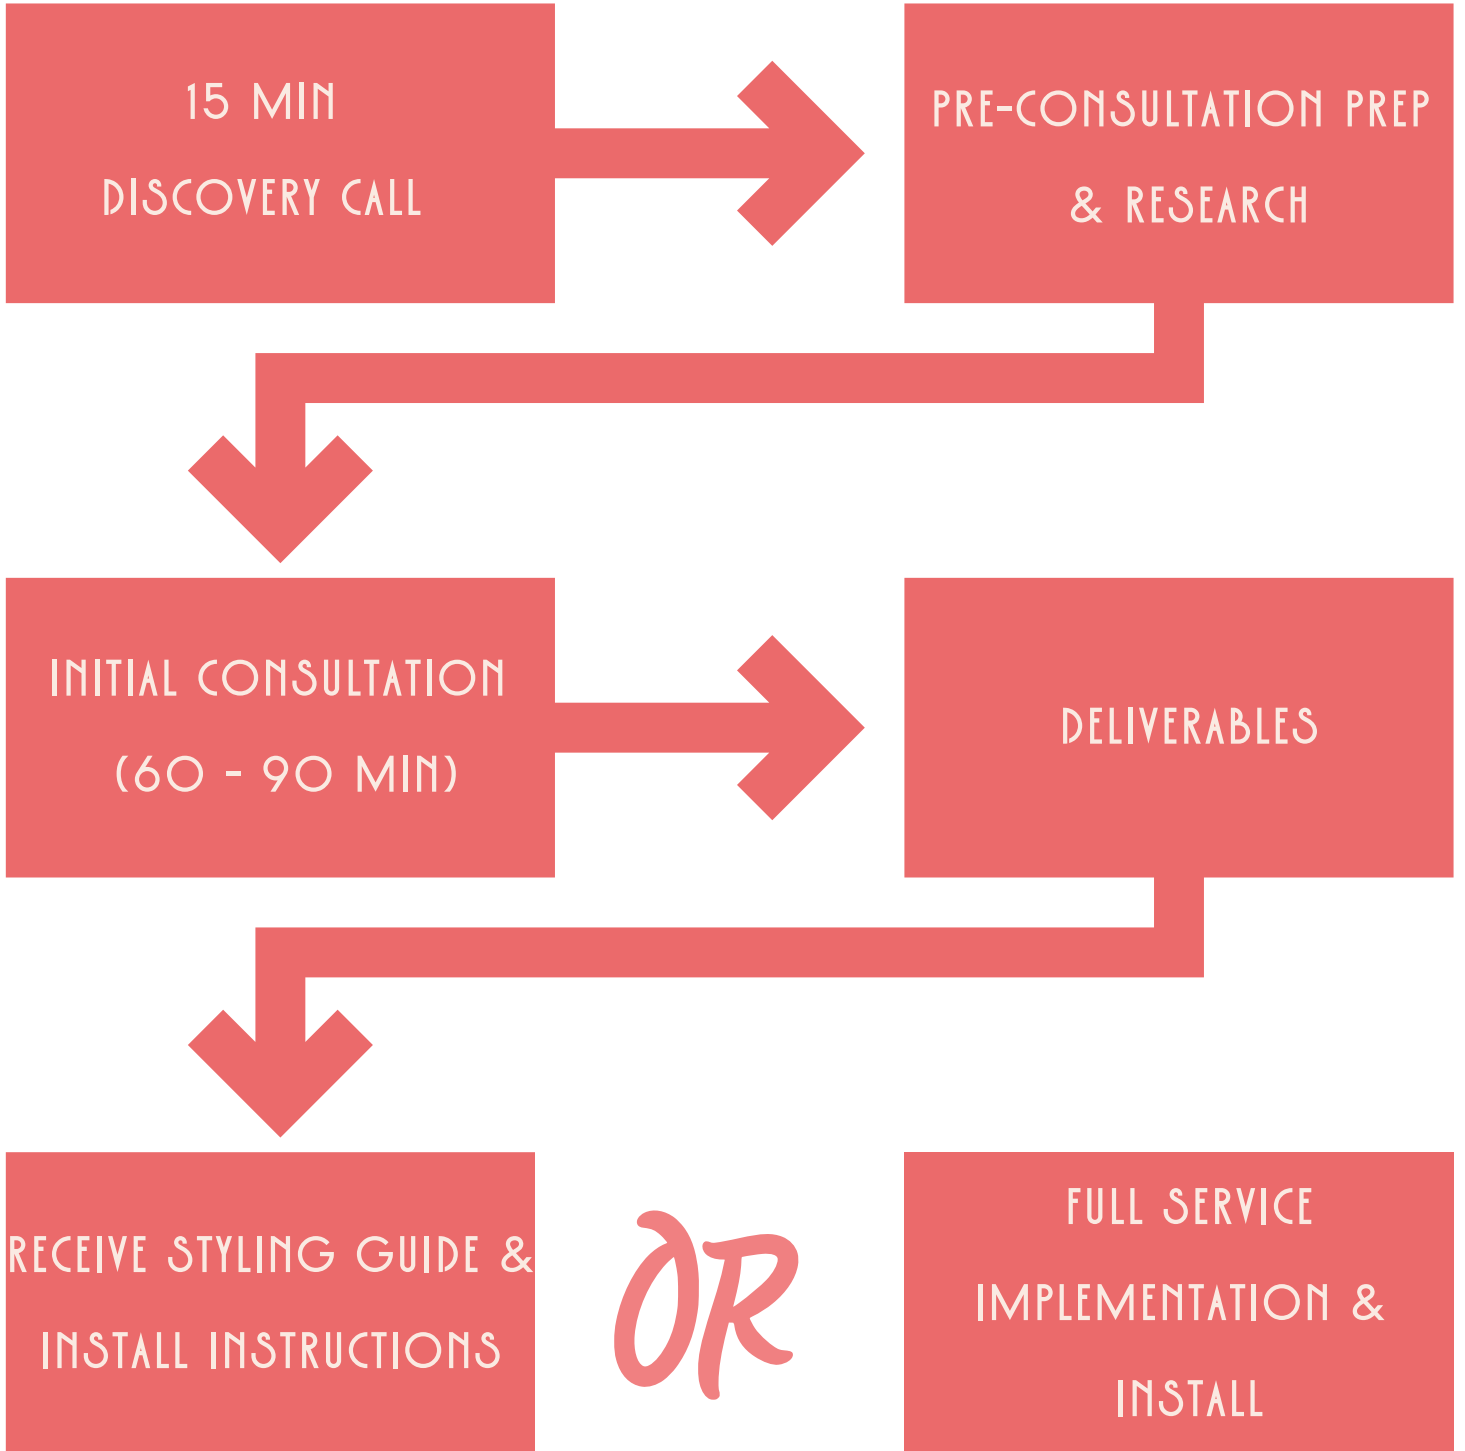 15 MIN
DISCOVERY CALL
PRE-CONSULTATION PREP
& RESEARCH
INITIAL CONSULTATION
(60 - 90 MIN)
DELIVERABLES
RECEIVE STYLING GUIDE &
INSTALL INSTRUCTIONS
OR
FULL SERVICE
IMPLEMENTATION &
INSTALL